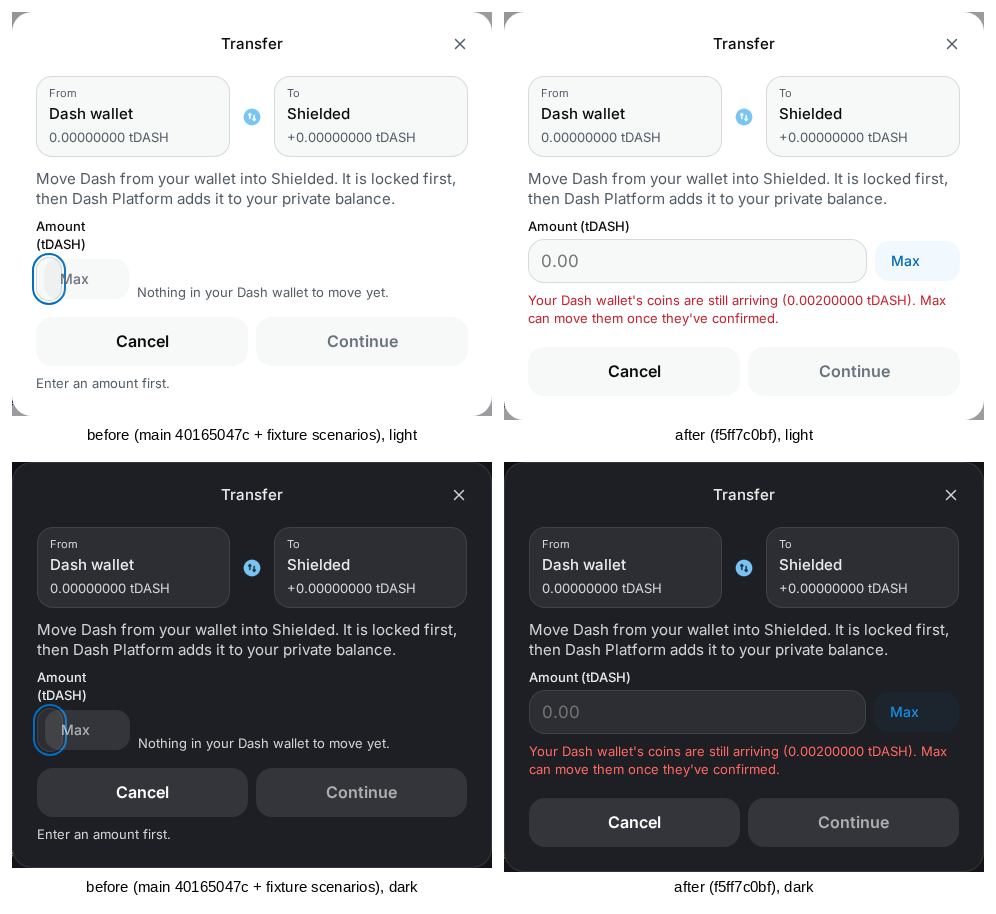 Transfer
From
Dash wallet
0.00000000 tDASH
To
Shielded
+0.00000000 tDASH
Move Dash from your wallet into Shielded. It is locked first,
then Dash Platform adds it to your private balance.
Amount
(tDASH)
Max
Nothing in your Dash wallet to move yet.
Cancel
Continue
Enter an amount first.
before (main 40165047c + fixture scenarios), light
Transfer
From
Dash wallet
0.00000000 tDASH
To
Shielded
+0.00000000 tDASH
Move Dash from your wallet into Shielded. It is locked first,
then Dash Platform adds it to your private balance.
Amount (tDASH)
0.00
Max
Your Dash wallet's coins are still arriving (0.00200000 tDASH). Max
can move them once they've confirmed.
Cancel
Continue
after (f5ff7c0bf), light
Transfer
From
Dash wallet
0.00000000 tDASH
To
Shielded
+0.00000000 tDASH
Move Dash from your wallet into Shielded. It is locked first,
then Dash Platform adds it to your private balance.
Amount
(tDASH)
Max
Nothing in your Dash wallet to move yet.
Cancel
Continue
Enter an amount first.
before (main 40165047c + fixture scenarios), dark
Transfer
From
Dash wallet
0.00000000 tDASH
To
Shielded
+0.00000000 tDASH
Move Dash from your wallet into Shielded. It is locked first,
then Dash Platform adds it to your private balance.
Amount (tDASH)
0.00
Max
Your Dash wallet's coins are still arriving (0.00200000 tDASH). Max
can move them once they've confirmed.
Cancel
Continue
after (f5ff7c0bf), dark